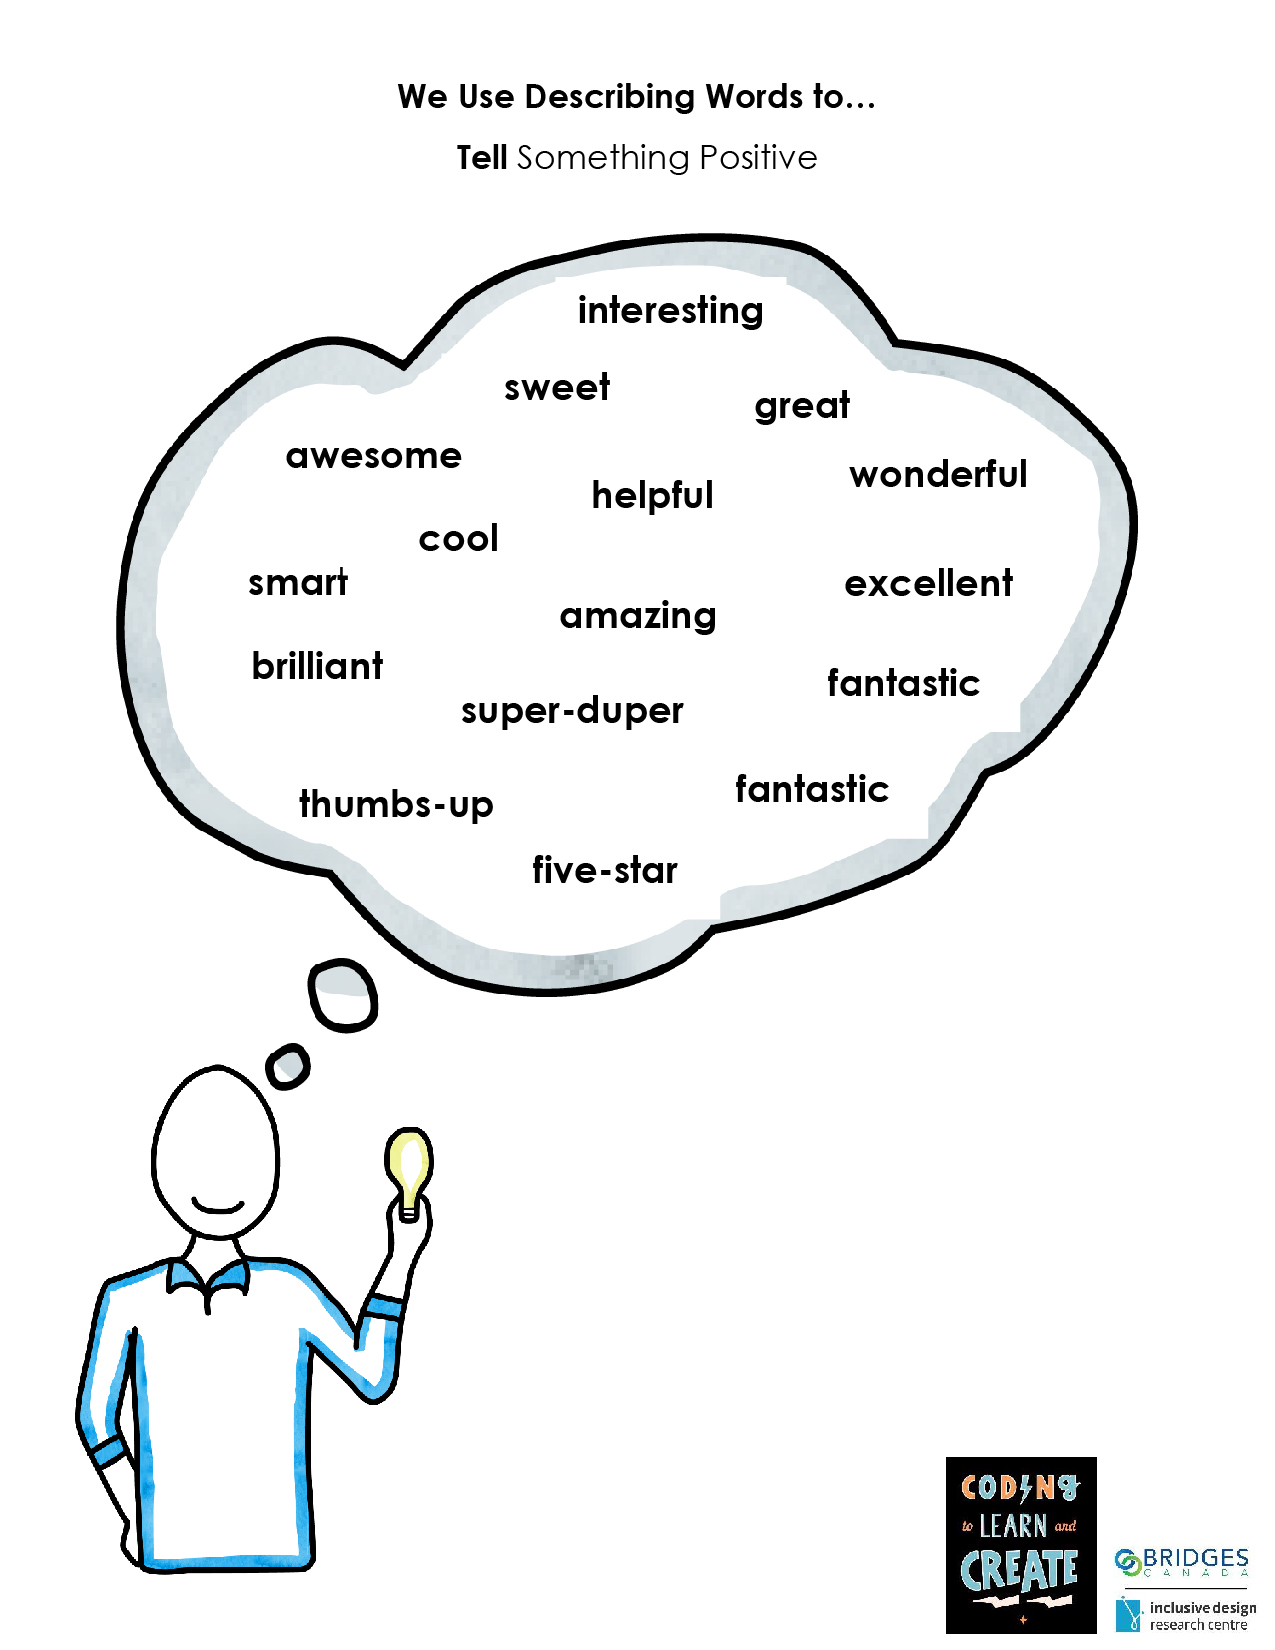 We Use Describing Words to…
Tell Something Positive
interesting
sweet
great
awesome
wonderful
helpful
cool
smart
excellent
amazing
brilliant
fantastic
super-duper
fantastic
thumbs-up
five-star
CODING
to LEARN and
CREATE
BRIDGES
CANADA
inclusive design
research centre